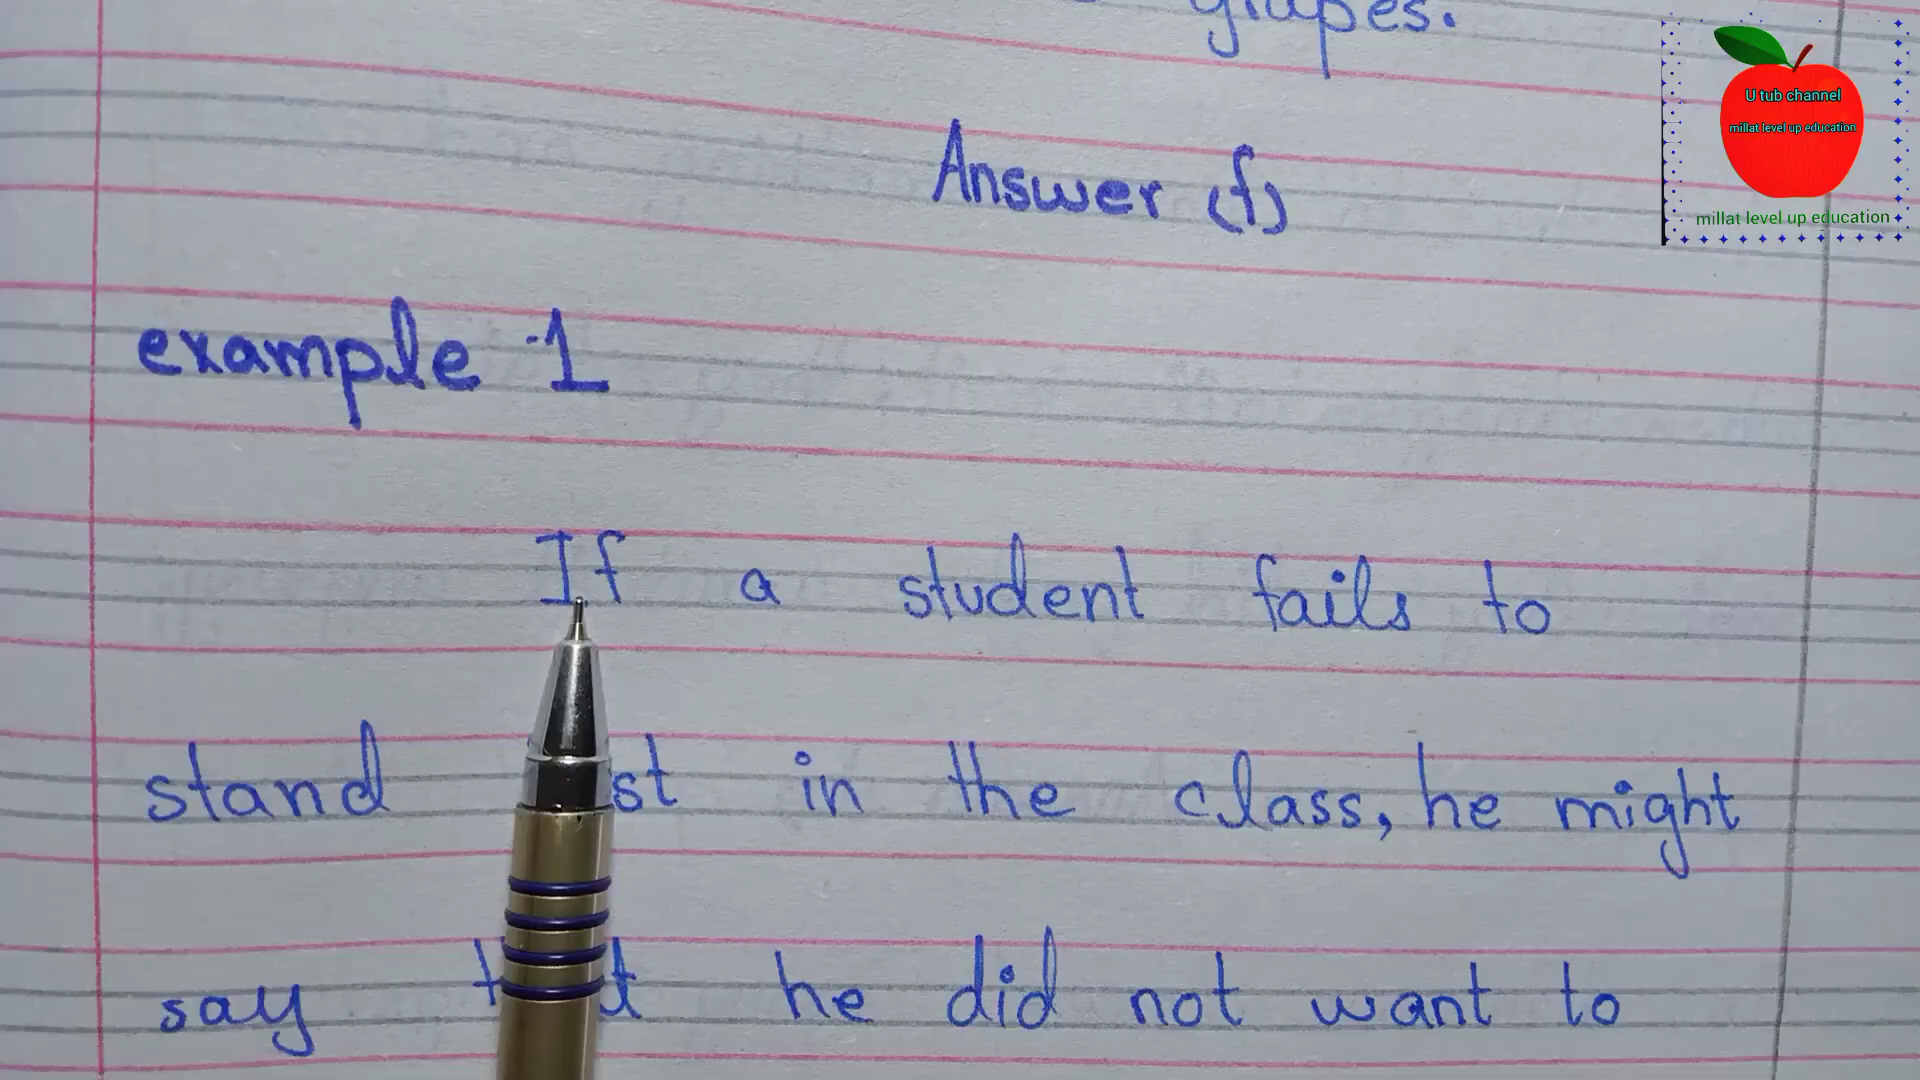 grapes.
Answer (f)
example 1
If a student fails to
stand st in the class, he might
say he did not want to
U tub channel
millat level up education
millat level up education